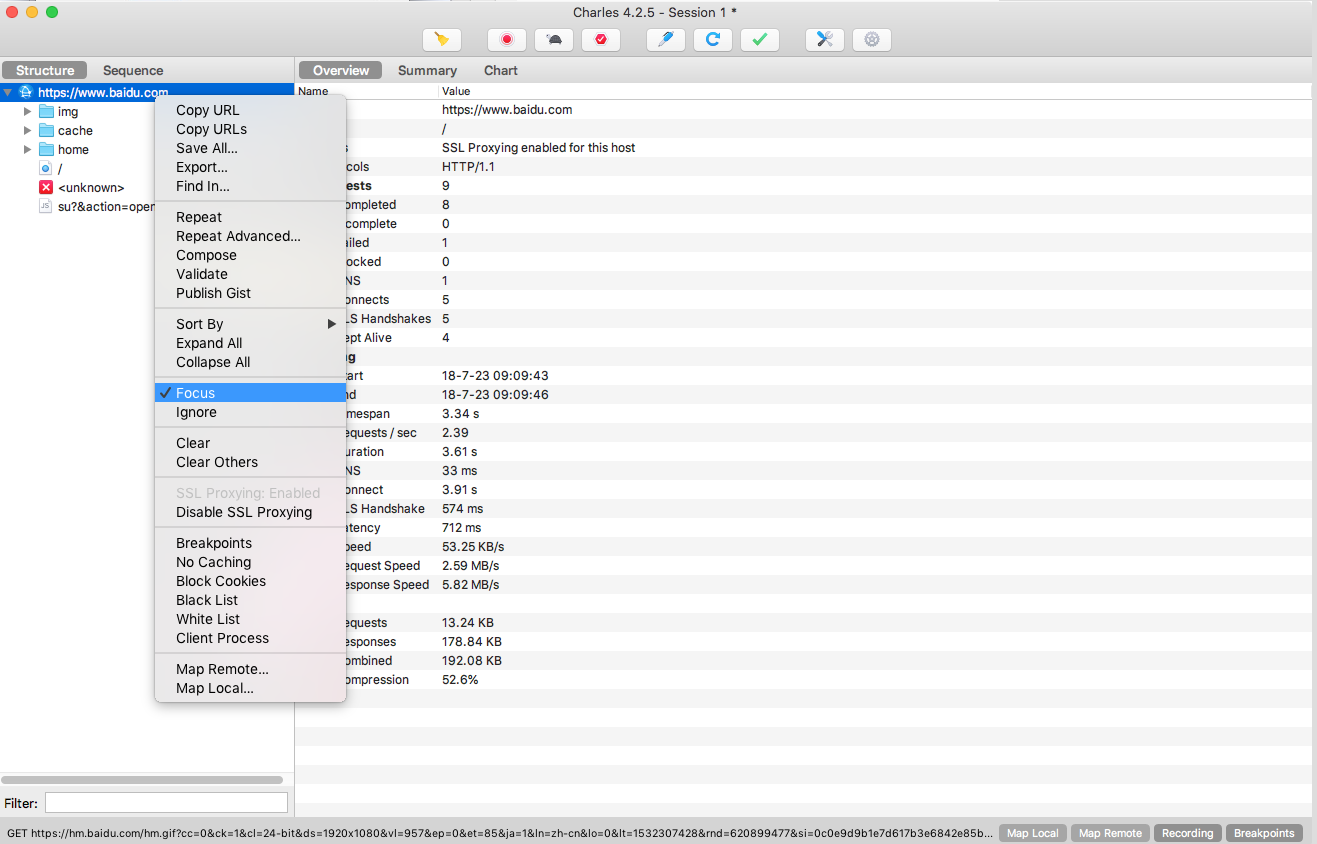 Charles 4.2.5 - Session 1 *
Structure
Sequence
Overview
Summary
Chart
https://www.baidu.com
img
cache
home
/
<unknown>
su?&action=open
Copy URL
Copy URLs
Save All...
Export...
Find In...
Repeat
Repeat Advanced...
Compose
Validate
Publish Gist
Sort By
Expand All
Collapse All
✓ Focus
Ignore
Clear
Clear Others
SSL Proxying: Enabled
Disable SSL Proxying
Breakpoints
No Caching
Block Cookies
Black List
White List
Client Process
Map Remote...
Map Local...
Name Value
https://www.baidu.com
/
s SSL Proxying enabled for this host
ocols HTTP/1.1
ests 9
ompleted 8
complete 0
ailed 1
ocked 0
NS 1
onnects 5
LS Handshakes 5
ept Alive 4
ng
tart 18-7-23 09:09:43
nd 18-7-23 09:09:46
mespan 3.34 s
equests / sec 2.39
uration 3.61 s
NS 33 ms
onnect 3.91 s
LS Handshake 574 ms
atency 712 ms
peed 53.25 KB/s
equest Speed 2.59 MB/s
esponse Speed 5.82 MB/s
equests 13.24 KB
esponses 178.84 KB
ombined 192.08 KB
ompression 52.6%
Filter:
GET https://hm.baidu.com/hm.gif?cc=0&ck=1&cl=24-bit&ds=1920x1080&vl=957&ep=0&et=85&ja=1&ln=zh-cn&lo=0&lt=1532307428&rnd=620899477&si=0c0e9d9b1e7d617b3e6842e85b...
Map Local
Map Remote
Recording
Breakpoints